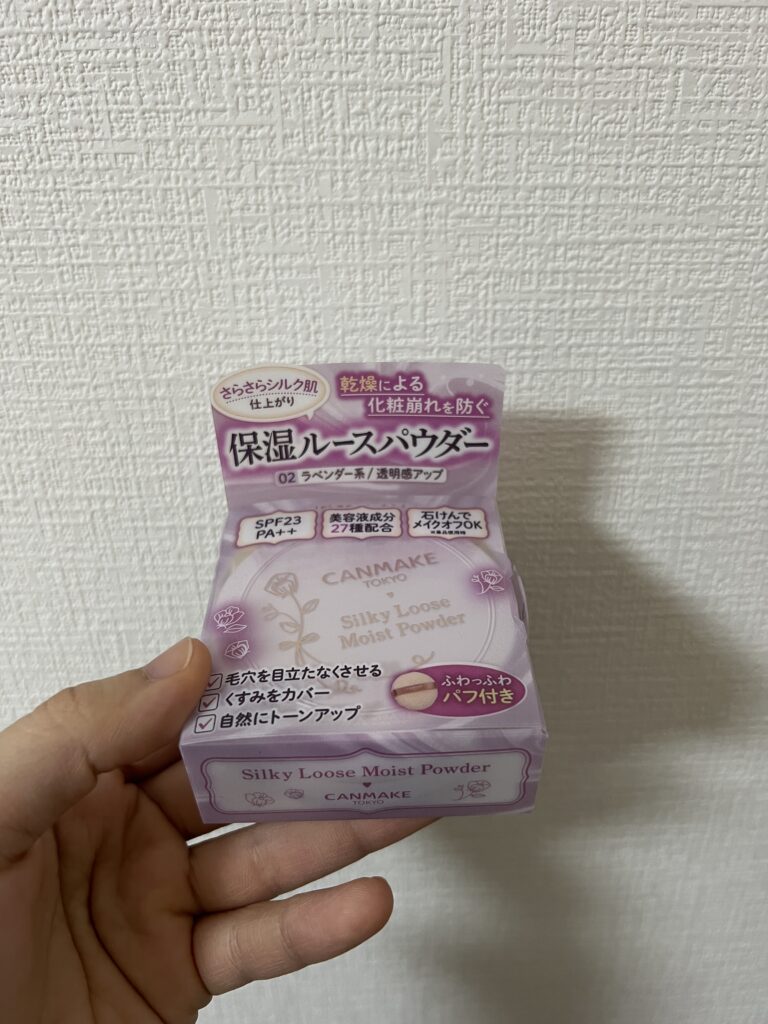 さらさらシルク肌
仕上がり
乾燥による
化粧崩れを防ぐ
保湿ルースパウダー
02 ラベンダー系/透明感アップ
SPF23
PA++
美容液成分
27種配合
石けんで
メイクオフOK
※単品使用時
CANMAKE
TOKYO
Silky Loose
Moist Powder
毛穴を目立たなくさせる
くすみをカバー
自然にトーンアップ
ふわっふわ
パフ付き
Silky Loose Moist Powder
CANMAKE
TOKYO